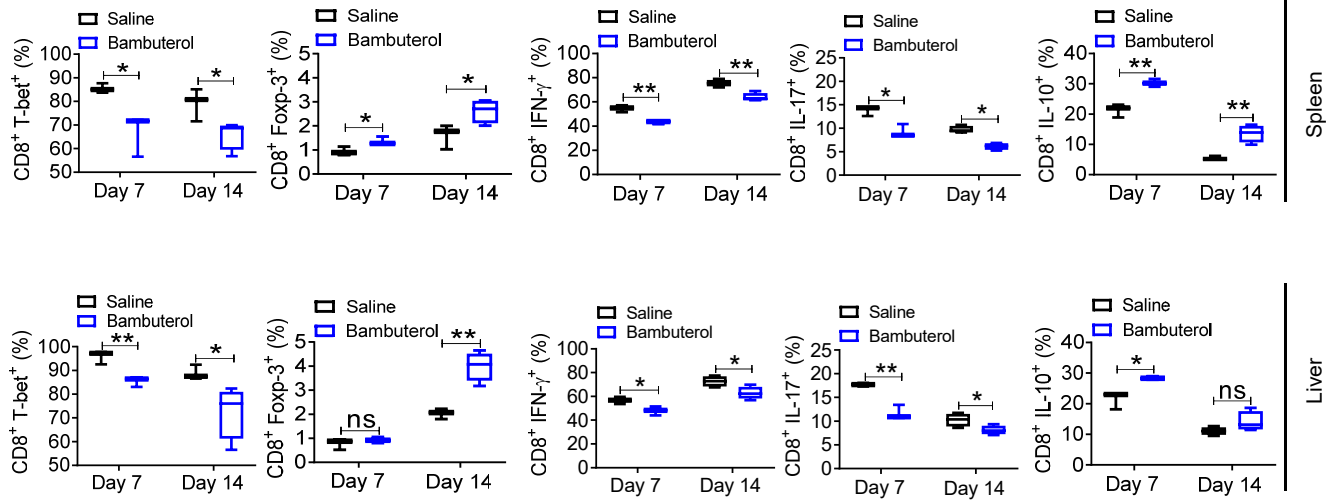 Saline
Bambuterol
CD8⁺ T-bet⁺ (%)
100
90
80
70
60
50
*
*
Day 7
Day 14
Saline
Bambuterol
CD8⁺ Foxp-3⁺ (%)
5
4
3
2
1
0
*
*
Day 7
Day 14
Saline
Bambuterol
CD8⁺ IFN-γ⁺ (%)
100
80
60
40
20
0
**
**
Day 7
Day 14
Saline
Bambuterol
CD8⁺ IL-17⁺ (%)
25
20
15
10
5
0
*
*
Day 7
Day 14
Saline
Bambuterol
CD8⁺ IL-10⁺ (%)
40
30
20
10
0
**
**
Day 7
Day 14
Spleen
Saline
Bambuterol
CD8⁺ T-bet⁺ (%)
100
90
80
70
60
50
**
*
Day 7
Day 14
Saline
Bambuterol
CD8⁺ Foxp-3⁺ (%)
5
4
3
2
1
0
ns
**
Day 7
Day 14
Saline
Bambuterol
CD8⁺ IFN-γ⁺ (%)
100
80
60
40
20
0
*
*
Day 7
Day 14
Saline
Bambuterol
CD8⁺ IL-17⁺ (%)
25
20
15
10
5
0
**
*
Day 7
Day 14
Saline
Bambuterol
CD8⁺ IL-10⁺ (%)
40
30
20
10
0
*
ns
Day 7
Day 14
Liver